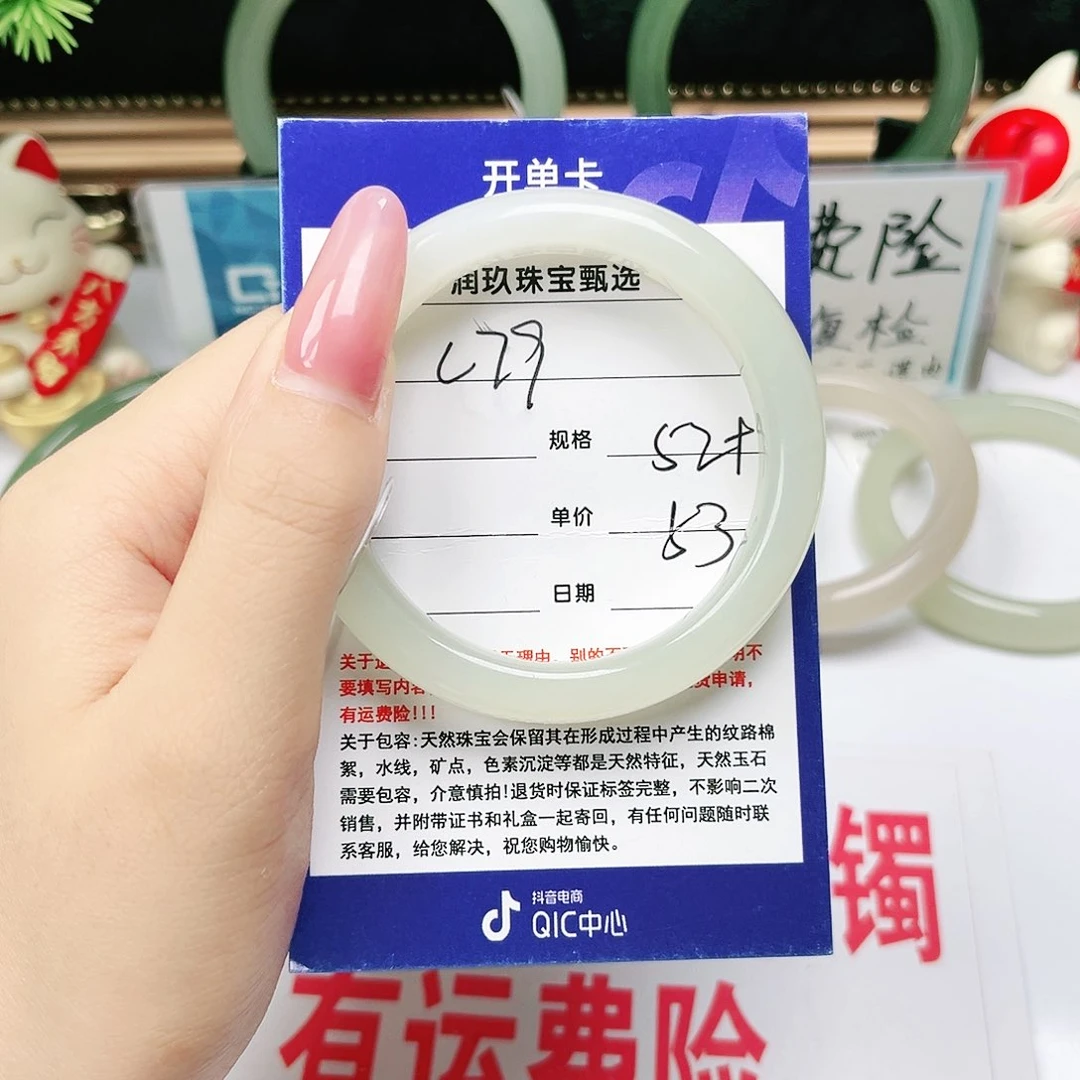 开单卡
润玖珠宝甄选
L79
规格 52+
单价 63
日期
要填写内容
有运费险!!!
关于包容:天然珠宝会保留其在形成过程中产生的纹路棉
絮，水线，矿点，色素沉淀等都是天然特征，天然玉石
需要包容，介意慎拍!退货时保证标签完整，不影响二次
销售，并附带证书和礼盒一起寄回，有任何问题随时联
系客服，给您解决，祝您购物愉快。
抖音电商
QIC中心
费险
复检
镯
有运费险